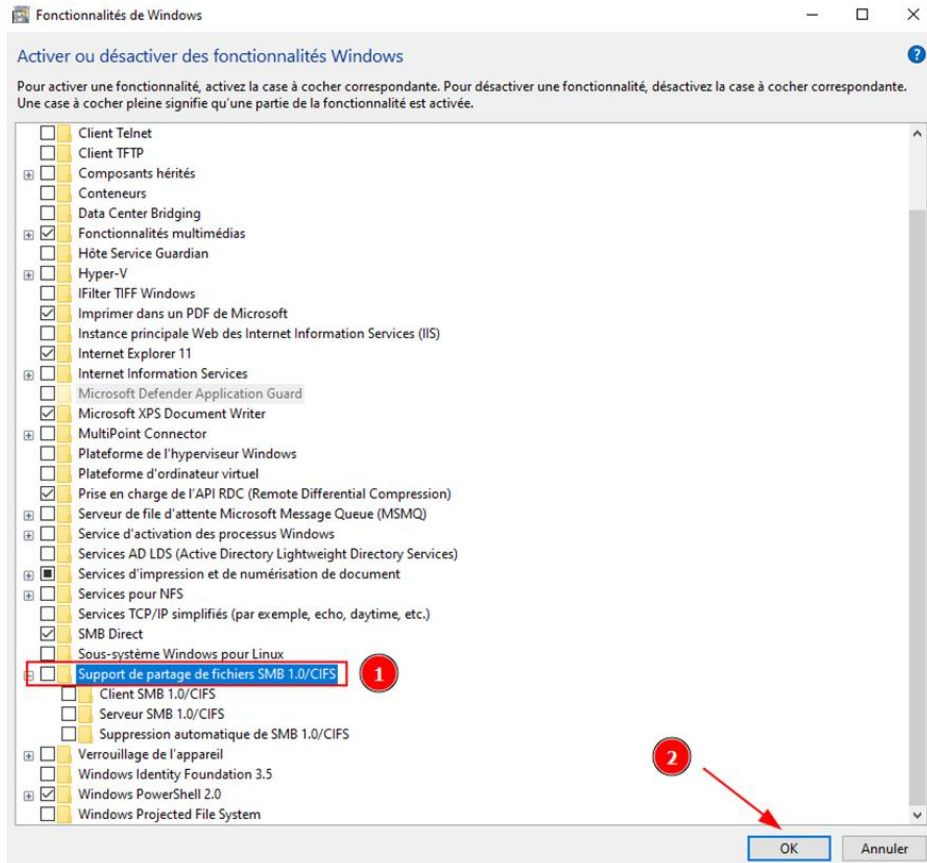 Fonctionnalités de Windows
Activer ou désactiver des fonctionnalités Windows
?
Pour activer une fonctionnalité, activez la case à cocher correspondante. Pour désactiver une fonctionnalité, désactivez la case à cocher correspondante.
Une case à cocher pleine signifie qu'une partie de la fonctionnalité est activée.
Client Telnet
Client TFTP
Composants hérités
Conteneurs
Data Center Bridging
Fonctionnalités multimédias
Hôte Service Guardian
Hyper-V
IFilter TIFF Windows
Imprimer dans un PDF de Microsoft
Instance principale Web des Internet Information Services (IIS)
Internet Explorer 11
Internet Information Services
Microsoft Defender Application Guard
Microsoft XPS Document Writer
MultiPoint Connector
Plateforme de l'hyperviseur Windows
Plateforme d'ordinateur virtuel
Prise en charge de l'API RDC (Remote Differential Compression)
Serveur de file d'attente Microsoft Message Queue (MSMQ)
Service d'activation des processus Windows
Services AD LDS (Active Directory Lightweight Directory Services)
Services d'impression et de numérisation de document
Services pour NFS
Services TCP/IP simplifiés (par exemple, echo, daytime, etc.)
SMB Direct
Sous-système Windows pour Linux
Support de partage de fichiers SMB 1.0/CIFS
1
Client SMB 1.0/CIFS
Serveur SMB 1.0/CIFS
Suppression automatique de SMB 1.0/CIFS
Verrouillage de l'appareil
2
Windows Identity Foundation 3.5
Windows PowerShell 2.0
Windows Projected File System
OK
Annuler